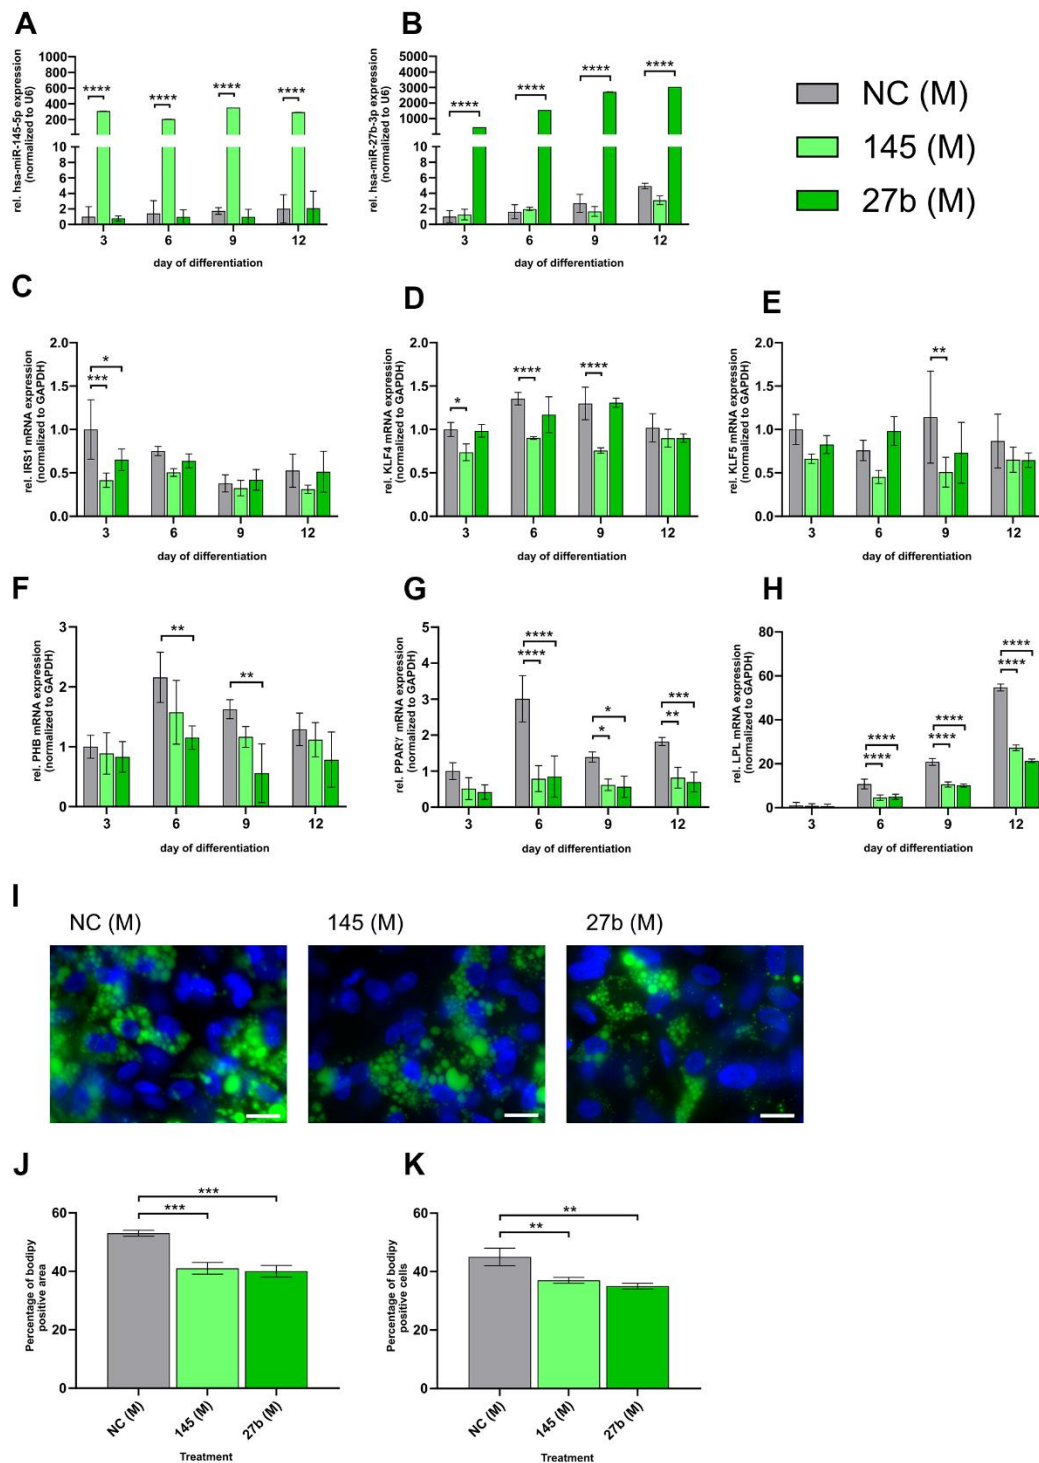 A
rel. hsa-miR-145-5p expression
(normalized to U6)
1000
800
600
400
200
10
8
6
4
2
0
****
****
****
****
3 6 9 12
day of differentiation
B
rel. hsa-miR-27b-3p expression
(normalized to U6)
5000
4000
3000
2000
1000
10
8
6
4
2
0
****
****
****
****
3 6 9 12
day of differentiation
NC (M)
145 (M)
27b (M)
C
rel. IRS1 mRNA expression
(normalized to GAPDH)
2.0
1.5
1.0
0.5
0.0
*
***
3 6 9 12
day of differentiation
D
rel. KLF4 mRNA expression
(normalized to GAPDH)
2.0
1.5
1.0
0.5
0.0
*
****
****
3 6 9 12
day of differentiation
E
rel. KLF5 mRNA expression
(normalized to GAPDH)
2.0
1.5
1.0
0.5
0.0
**
3 6 9 12
day of differentiation
F
rel. PHB mRNA expression
(normalized to GAPDH)
3
2
1
0
**
**
3 6 9 12
day of differentiation
G
rel. PPARγ mRNA expression
(normalized to GAPDH)
5
4
3
2
1
0
****
****
*
*
***
**
3 6 9 12
day of differentiation
H
rel. LPL mRNA expression
(normalized to GAPDH)
80
60
40
20
0
****
****
****
****
****
****
3 6 9 12
day of differentiation
I
NC (M)
145 (M)
27b (M)
J
Percentage of bodipy
positive area
60
40
20
0
***
***
NC (M)
145 (M)
27b (M)
Treatment
K
Percentage of bodipy
positive cells
60
40
20
0
**
**
NC (M)
145 (M)
27b (M)
Treatment